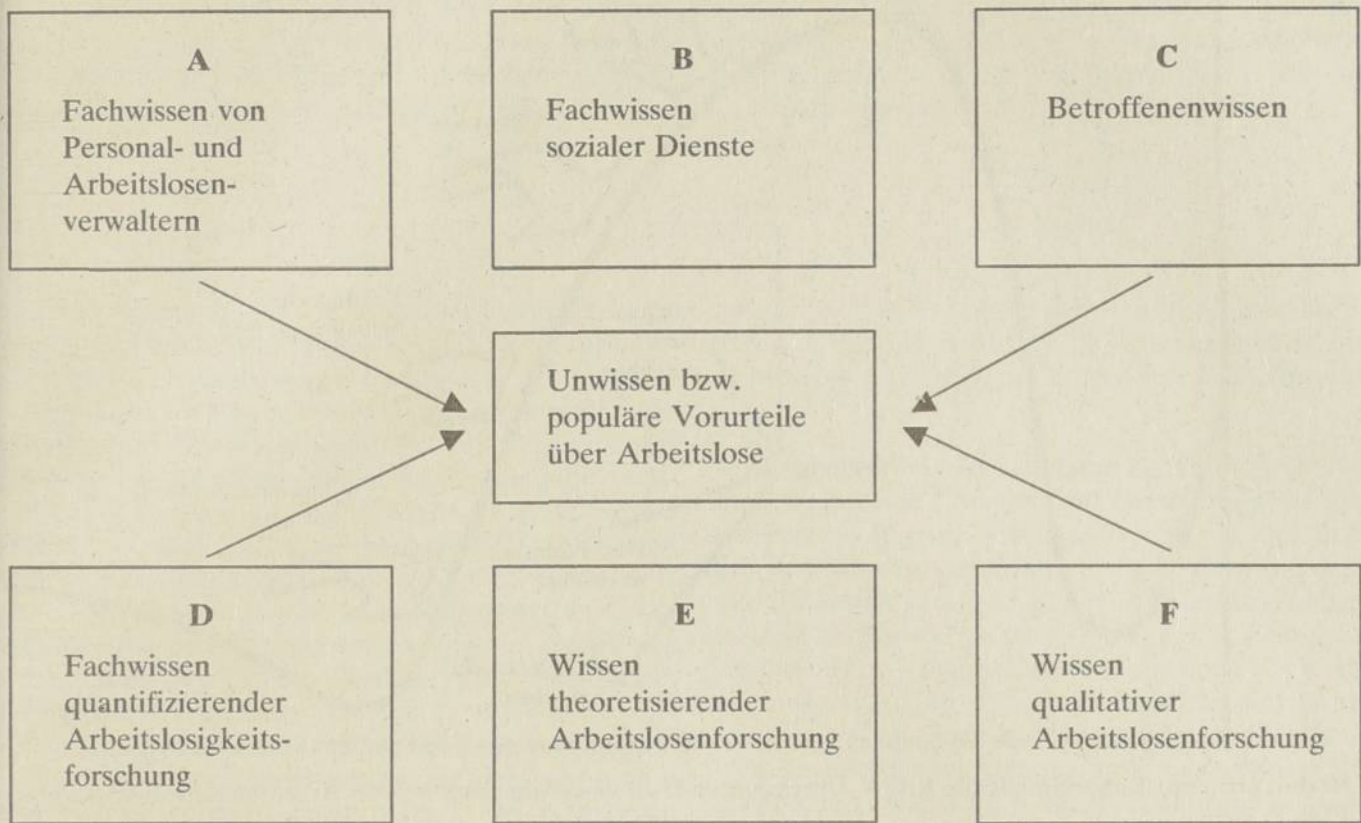 A
Fachwissen von
Personal- und
Arbeitslosen-
verwaltern
B
Fachwissen
sozialer Dienste
C
Betroffenenwissen
Unwissen bzw.
populäre Vorurteile
über Arbeitslose
D
Fachwissen
quantifizierender
Arbeitslosigkeits-
forschung
E
Wissen
theoretisierender
Arbeitslosenforschung
F
Wissen
qualitativer
Arbeitslosenforschung